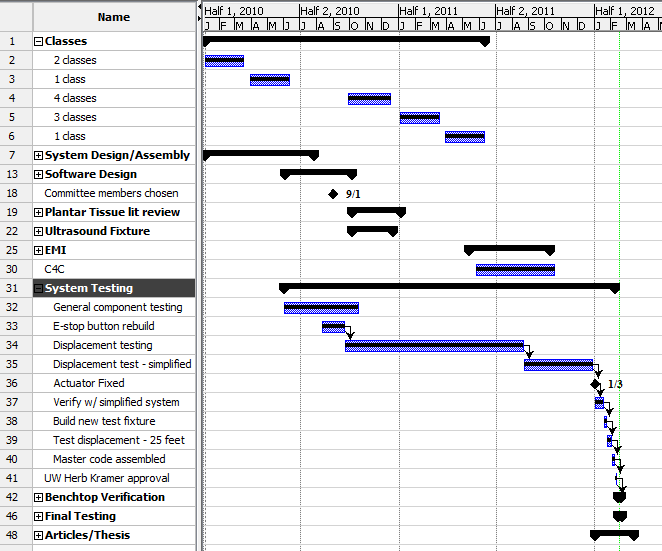 Name
Half 1, 2010 Half 2, 2010 Half 1, 2011 Half 2, 2011 Half 1, 2012
J F M A M J J A S O N D J F M A M J J A S O N D J F M A M
1 Classes
2 2 classes
3 1 class
4 4 classes
5 3 classes
6 1 class
7 System Design/Assembly
13 Software Design
18 Committee members chosen 9/1
19 Plantar Tissue lit review
22 Ultrasound Fixture
25 EMI
30 C4C
31 System Testing
32 General component testing
33 E-stop button rebuild
34 Displacement testing
35 Displacement test - simplified
36 Actuator Fixed 1/3
37 Verify w/ simplified system
38 Build new test fixture
39 Test displacement - 25 feet
40 Master code assembled
41 UW Herb Kramer approval
42 Benchtop Verification
46 Final Testing
48 Articles/Thesis